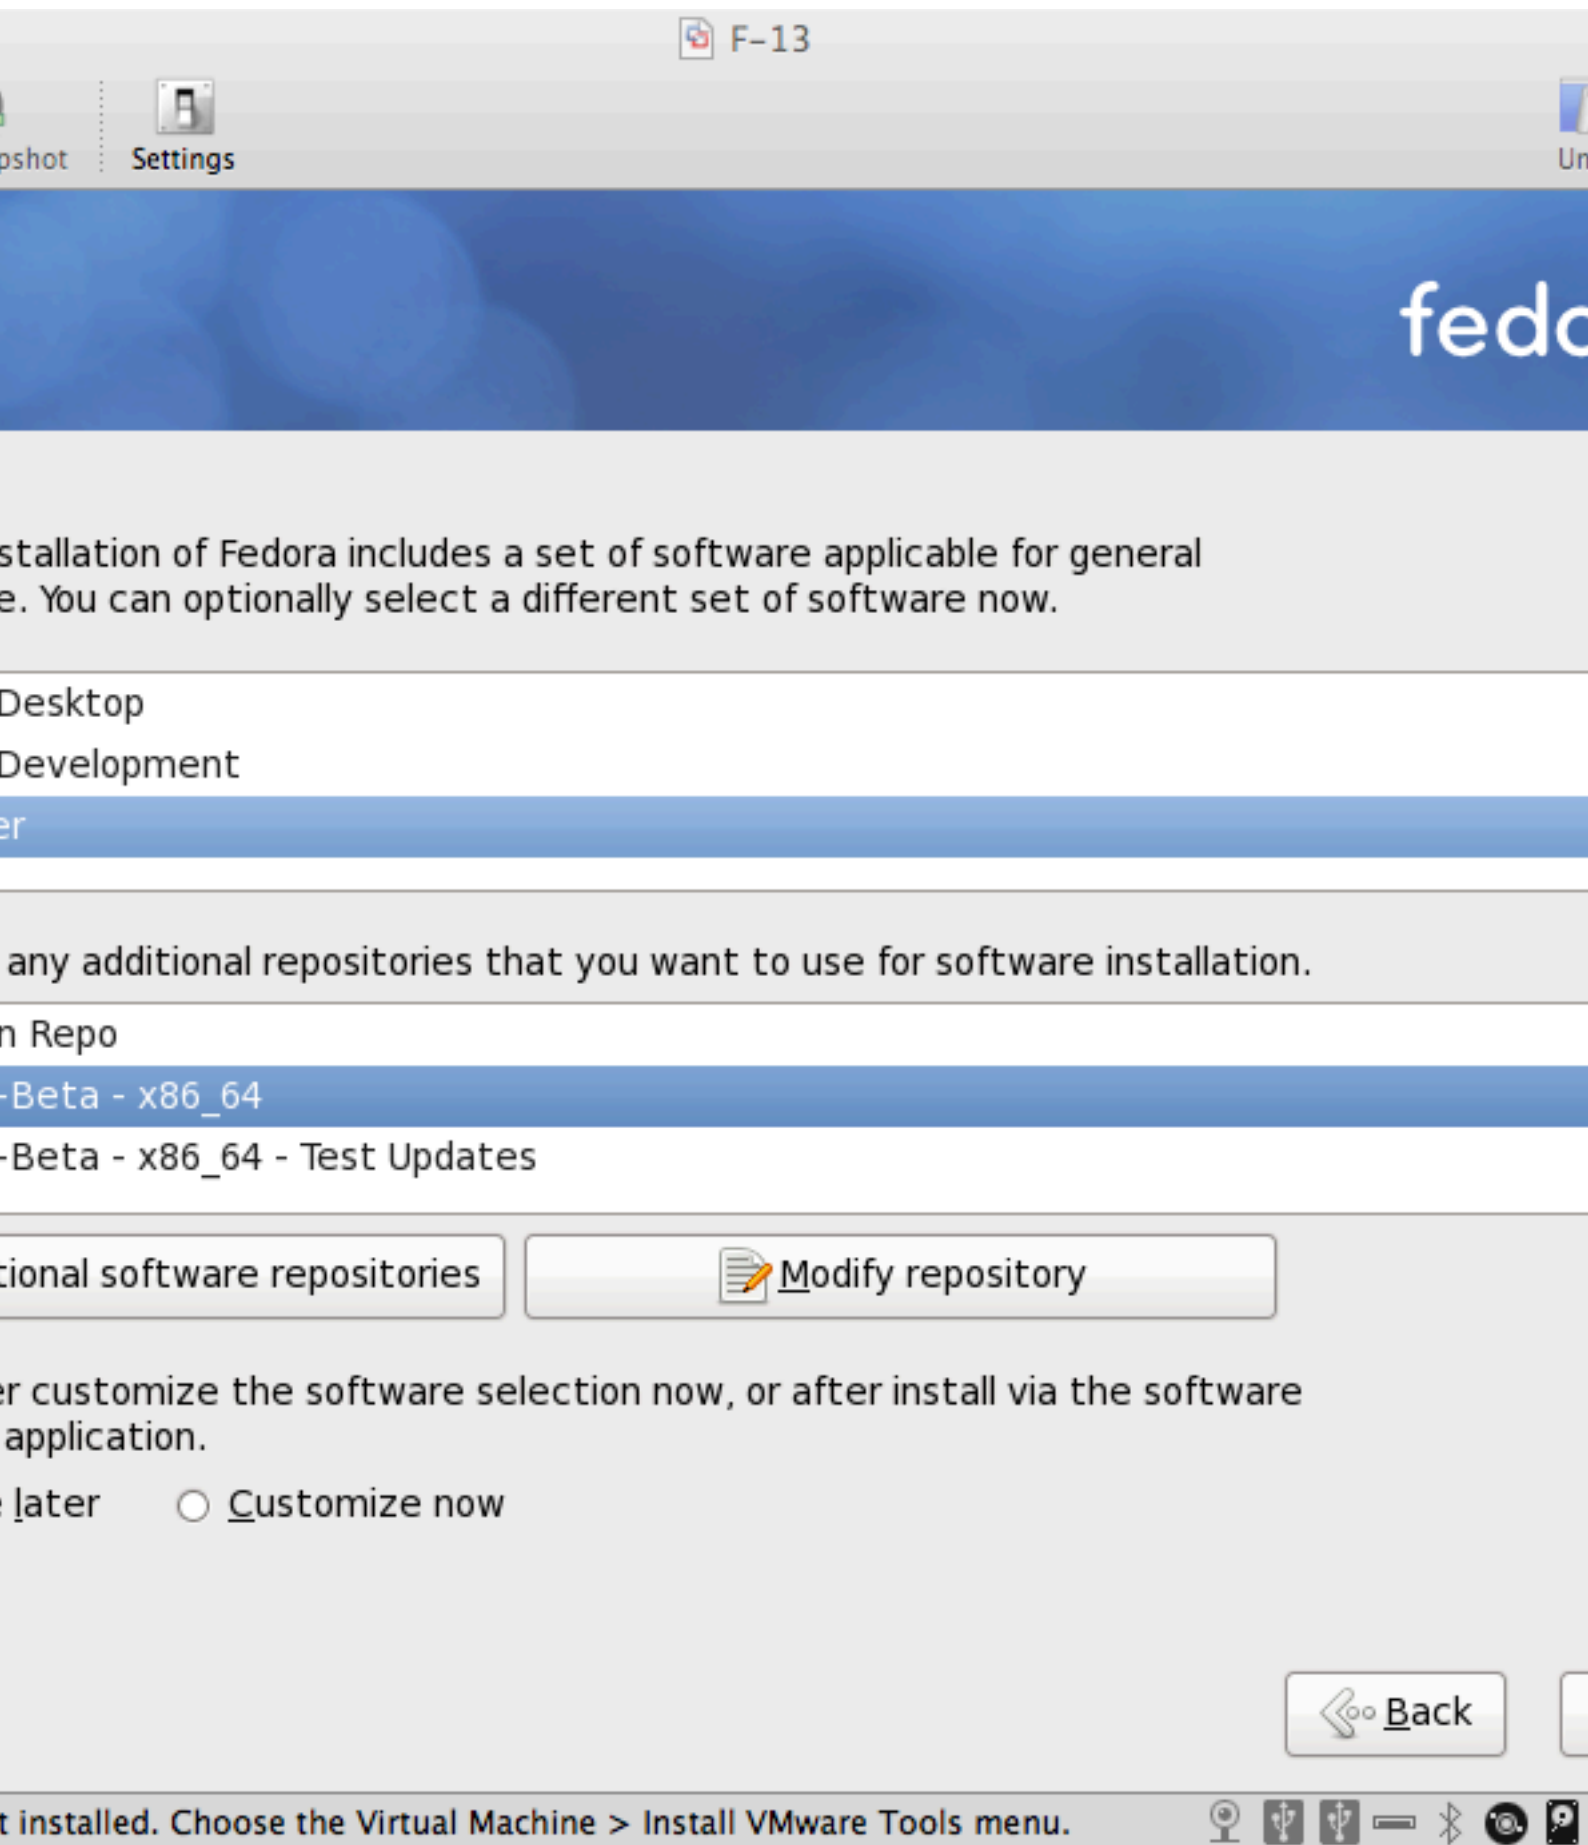 F-13
pshot
Settings
Un
fedo
stallation of Fedora includes a set of software applicable for general
e. You can optionally select a different set of software now.
Desktop
Development
er
any additional repositories that you want to use for software installation.
n Repo
-Beta - x86_64
-Beta - x86_64 - Test Updates
tional software repositories
Modify repository
er customize the software selection now, or after install via the software
application.
later
Customize now
Back
t installed. Choose the Virtual Machine > Install VMware Tools menu.